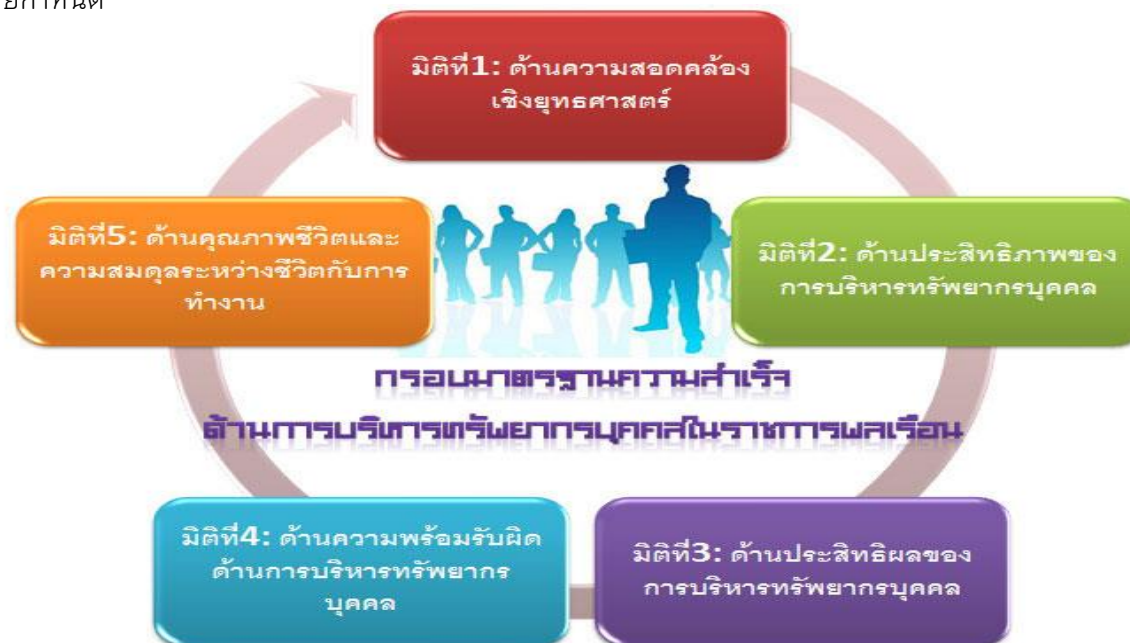 มิติที่1: ด้านความสอดคล้อง
เชิงยุทธศาสตร์
มิติที่5: ด้านคุณภาพชีวิตและ
ความสมดุลระหว่างชีวิตกับการ
ทำงาน
มิติที่2: ด้านประสิทธิภาพของ
การบริหารทรัพยากรบุคคล
กรอบมาตรฐานความสำเร็จ
ด้านการบริหารทรัพยากรบุคคลในราชการพลเรือน
มิติที่4: ด้านความพร้อมรับผิด
ด้านการบริหารทรัพยากร
บุคคล
มิติที่3: ด้านประสิทธิผลของ
การบริหารทรัพยากรบุคคล